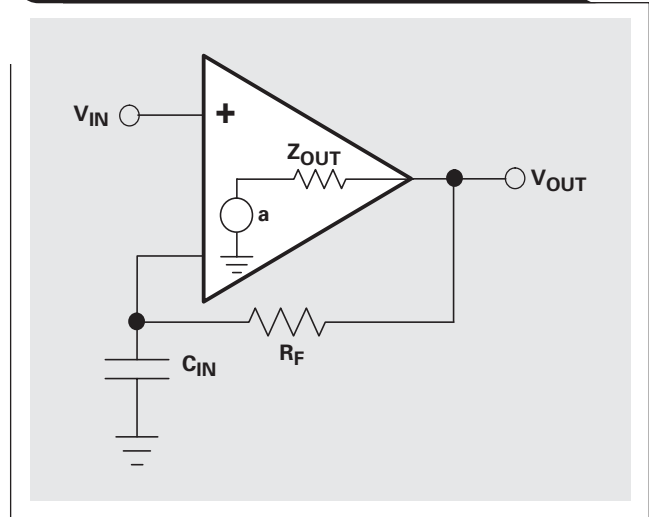 V_IN
+
Z_OUT
a
V_OUT
R_F
C_IN